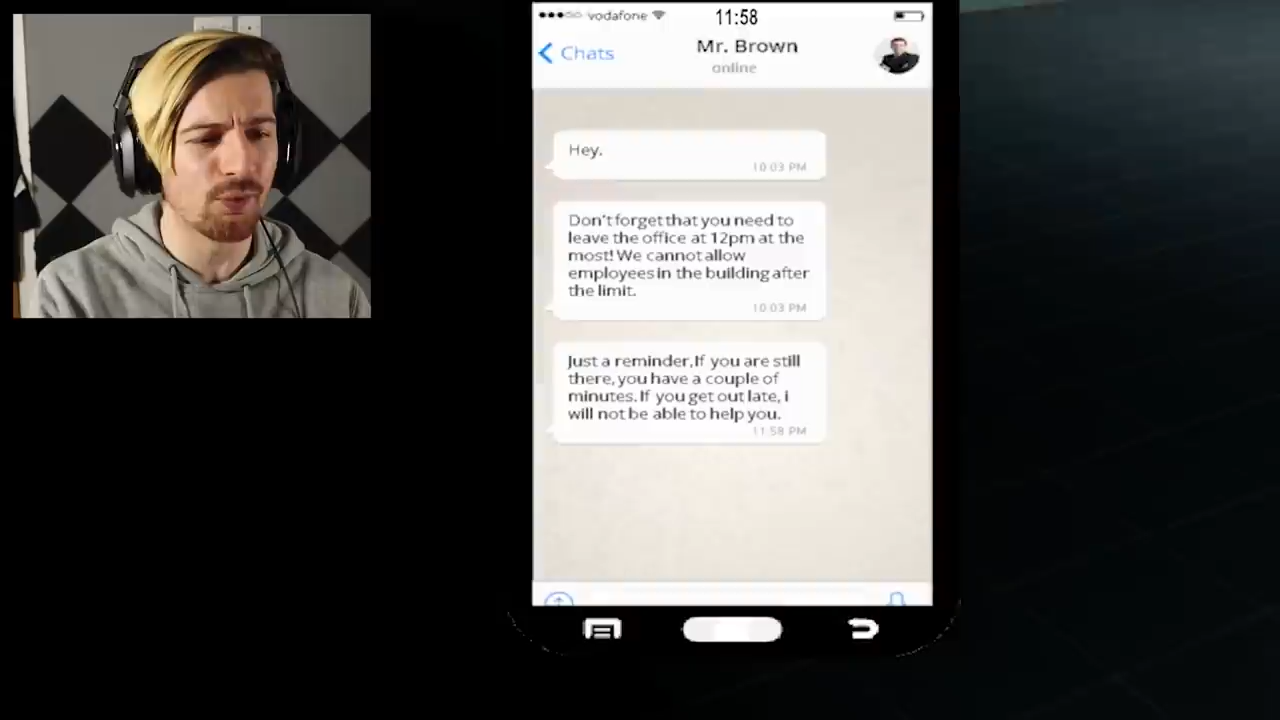 vodafone 11:58
Chats
Mr. Brown
online
Hey.
10:03 PM
Don't forget that you need to
leave the office at 12pm at the
most! We cannot allow
employees in the building after
the limit.
10:03 PM
Just a reminder,If you are still
there, you have a couple of
minutes. If you get out late, i
will not be able to help you.
11:58 PM